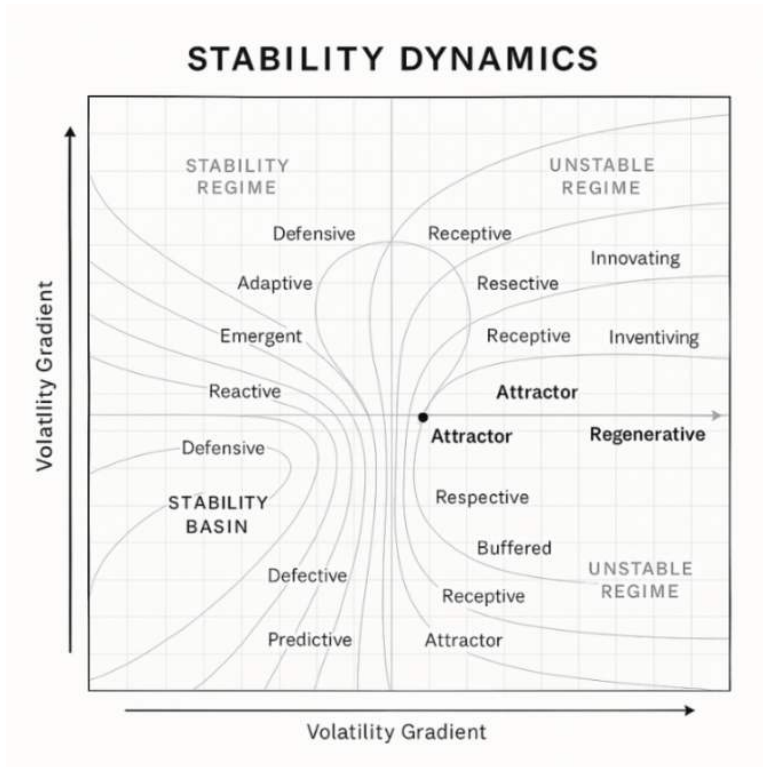 STABILITY DYNAMICS
STABILITY
REGIME
UNSTABLE
REGIME
Defensive
Receptive
Innovating
Adaptive
Resective
Emergent
Receptive
Inventiving
Reactive
Attractor
Attractor
Regenerative
Defensive
STABILITY
BASIN
Respective
Buffered
Defective
UNSTABLE
REGIME
Receptive
Predictive
Attractor
Volatility Gradient
Volatility Gradient